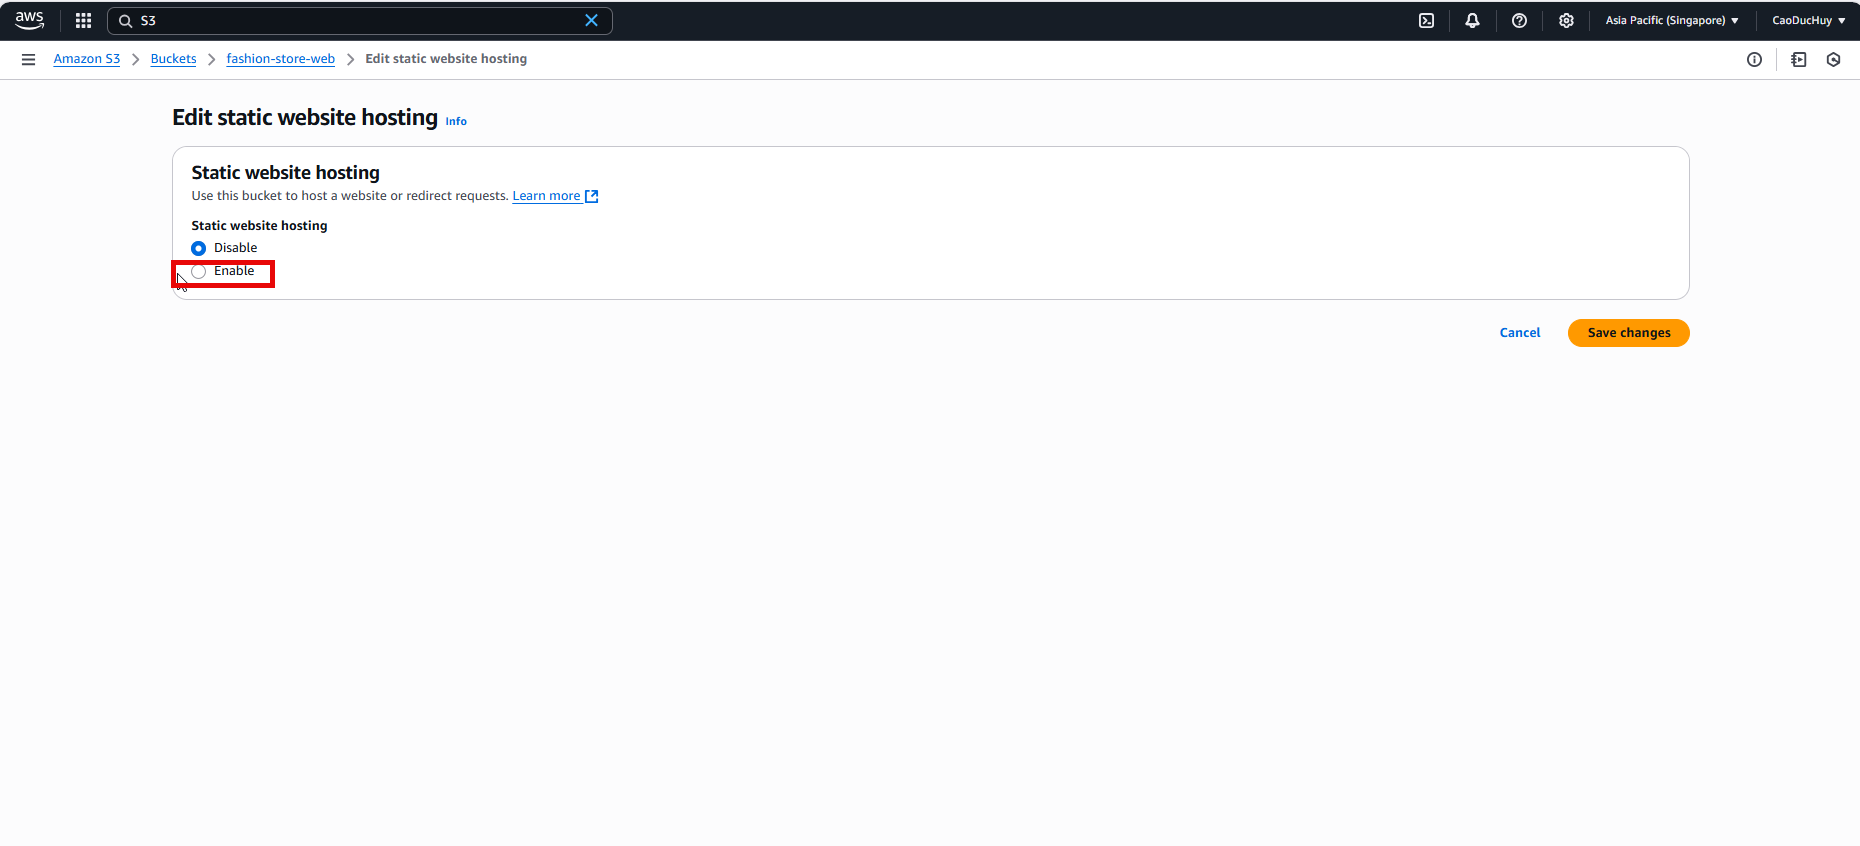 aws S3 Asia Pacific (Singapore) CaoDucHuy
Amazon S3 Buckets fashion-store-web Edit static website hosting
Edit static website hosting Info
Static website hosting
Use this bucket to host a website or redirect requests. Learn more
Static website hosting
Disable
Enable
Cancel Save changes